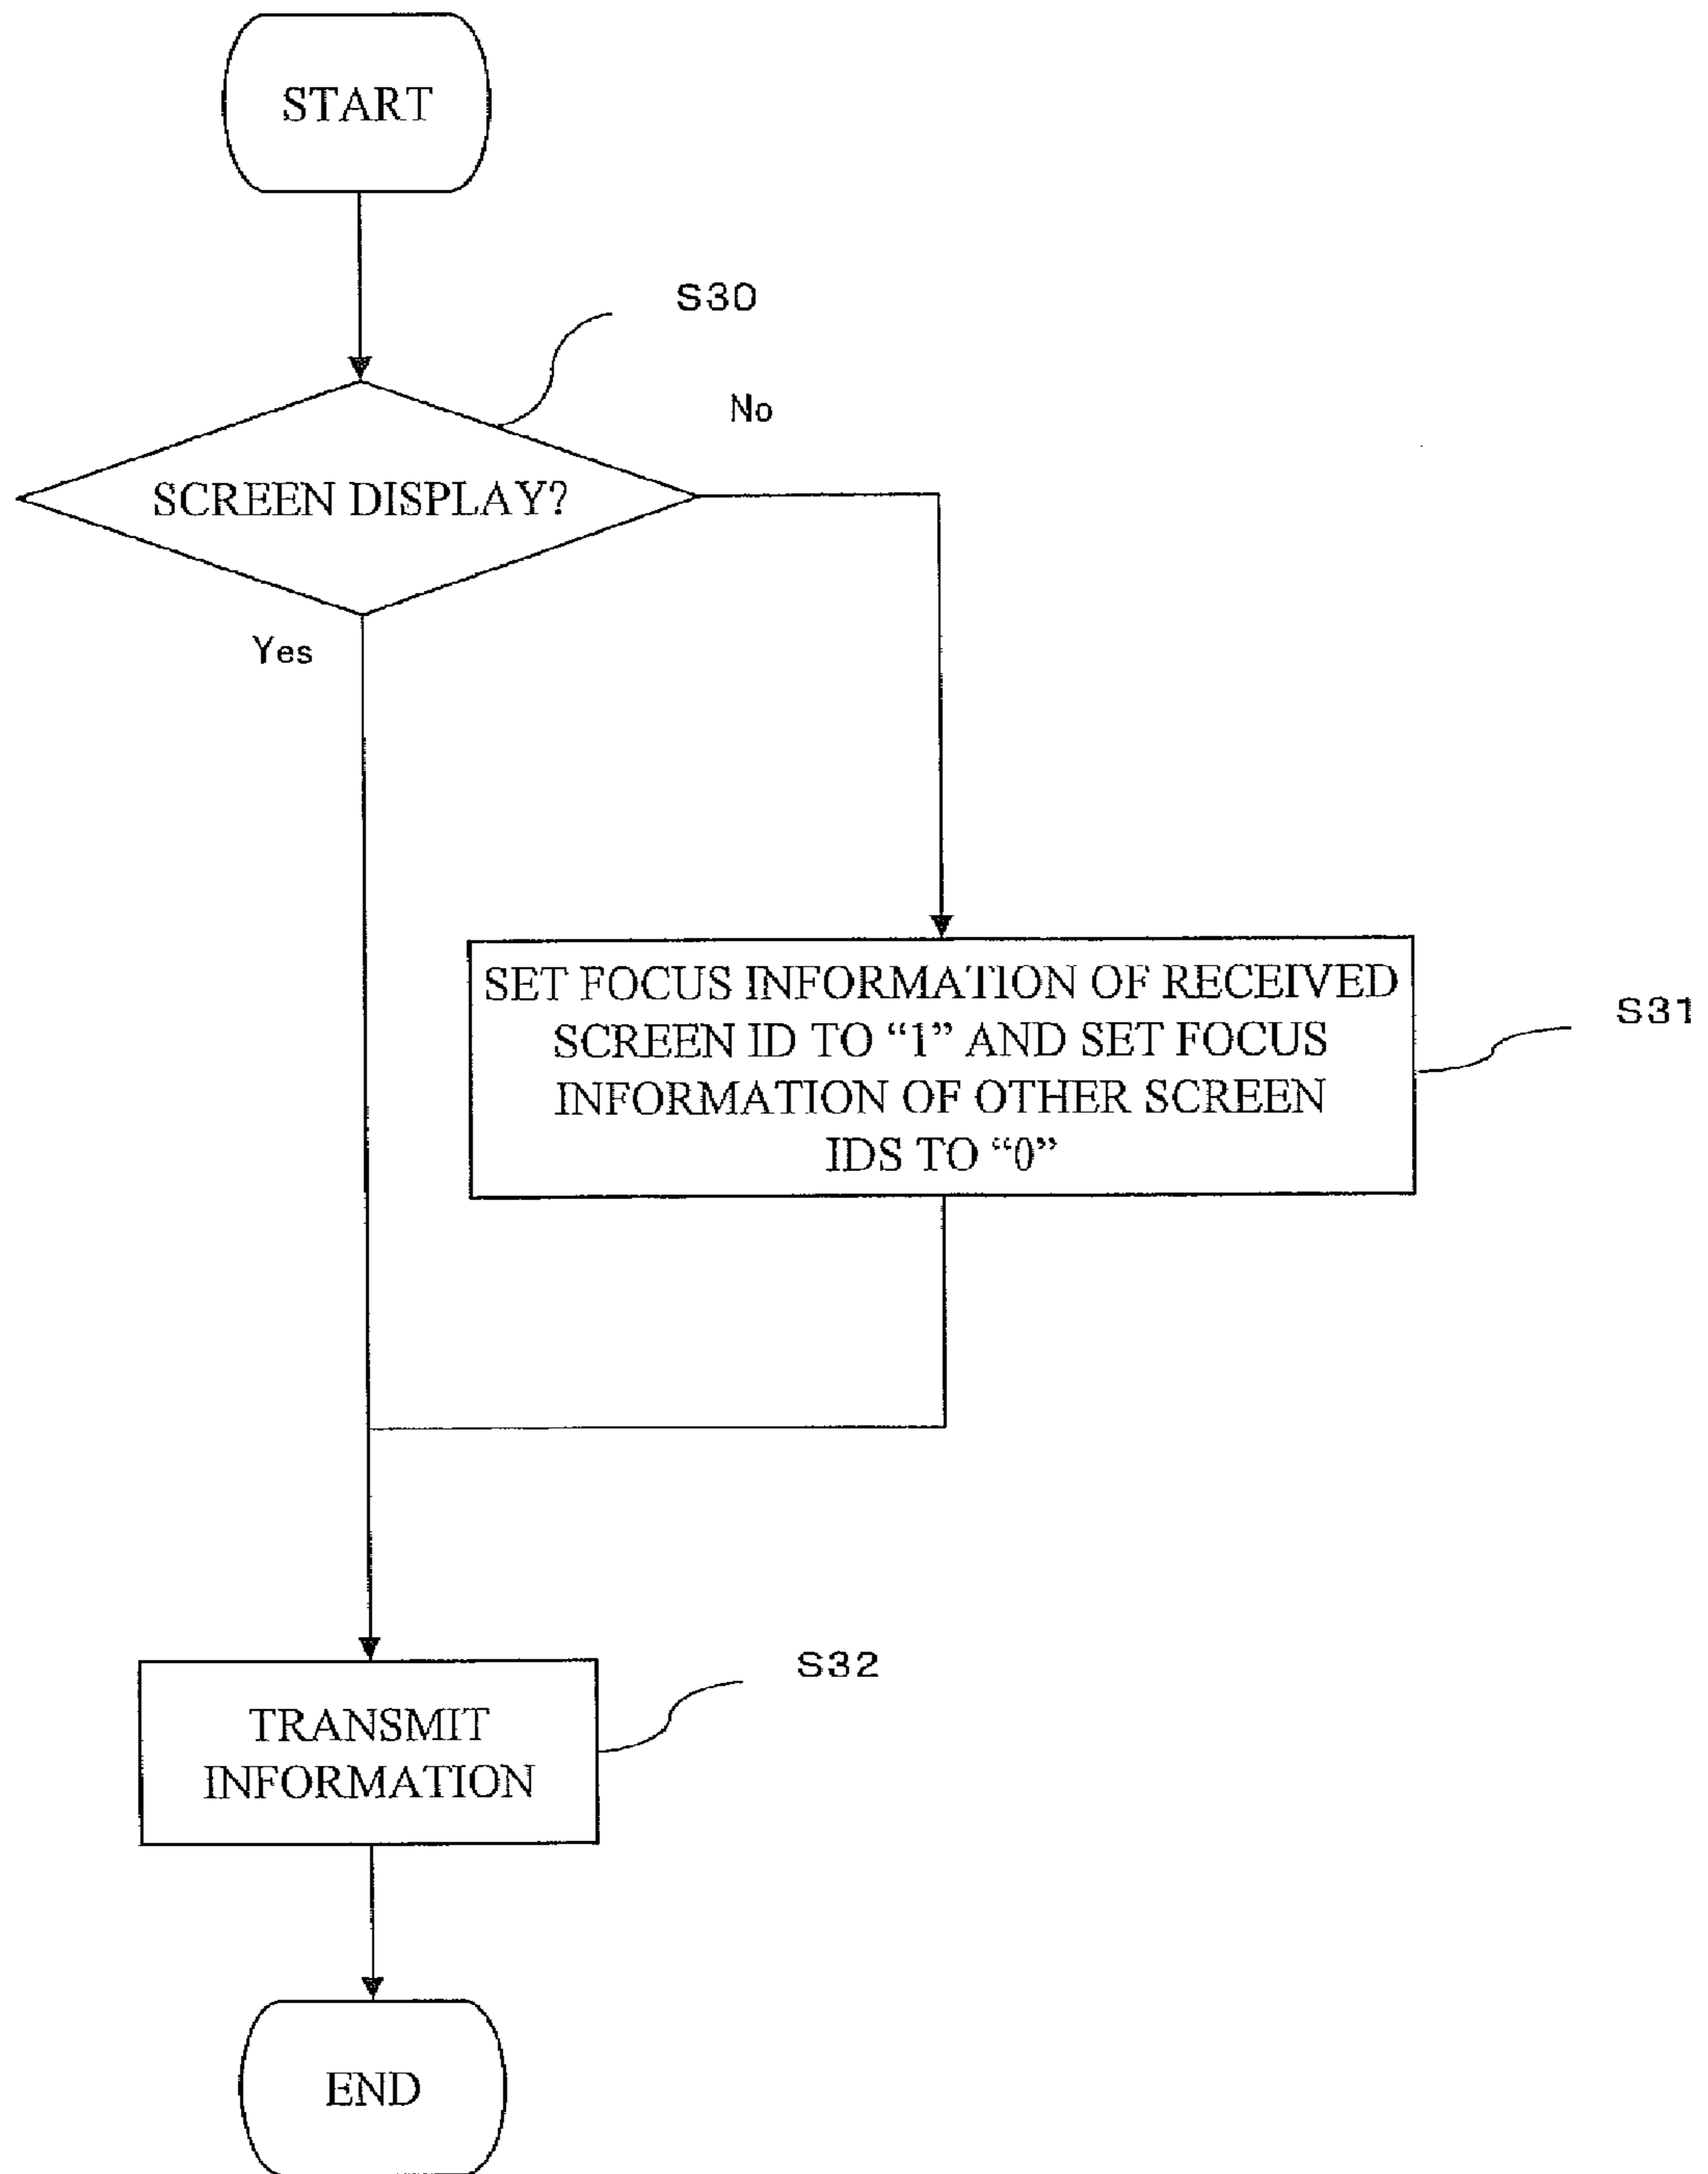 START
S30
No
SCREEN DISPLAY?
Yes
SET FOCUS INFORMATION OF RECEIVED
SCREEN ID TO “1” AND SET FOCUS
INFORMATION OF OTHER SCREEN
IDS TO “0”
S31
S32
TRANSMIT
INFORMATION
END